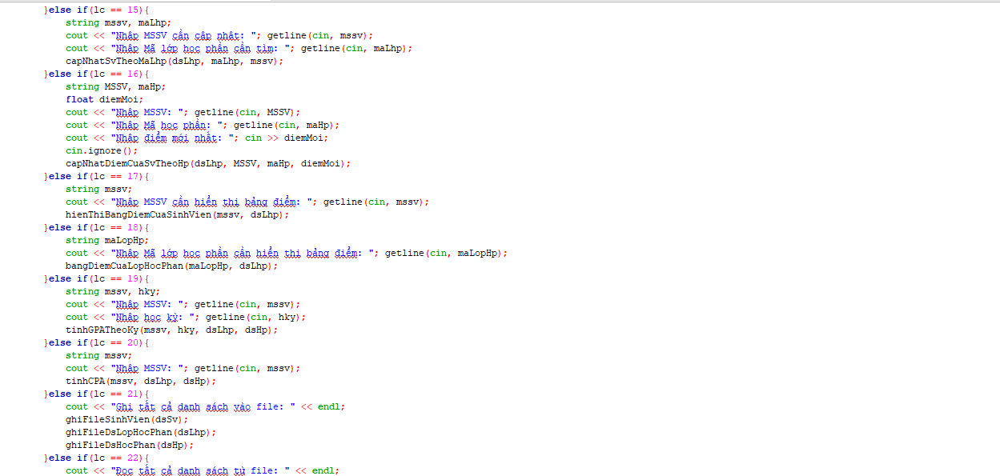 }else if(lc == 15){
string mssv, maLhp;
cout << "Nhập MSSV cần cập nhật: "; getline(cin, mssv);
cout << "Nhập Mã lớp học phần cần tìm: "; getline(cin, maLhp);
capNhatSvTheoMaLhp(dsLhp, maLhp, mssv);
}else if(lc == 16){
string MSSV, maHp;
float diemMoi;
cout << "Nhập MSSV: "; getline(cin, MSSV);
cout << "Nhập Mã học phần: "; getline(cin, maHp);
cout << "Nhập điểm mới nhất: "; cin >> diemMoi;
cin.ignore();
capNhatDiemCuaSvTheoHp(dsLhp, MSSV, maHp, diemMoi);
}else if(lc == 17){
string mssv;
cout << "Nhập MSSV cần hiển thị bảng điểm: "; getline(cin, mssv);
hienThiBangDiemCuaSinhVien(mssv, dsLhp);
}else if(lc == 18){
string maLopHp;
cout << "Nhập Mã lớp học phần cần hiển thị bảng điểm: "; getline(cin, maLopHp);
bangDiemCuaLopHocPhan(maLopHp, dsLhp);
}else if(lc == 19){
string mssv, hky;
cout << "Nhập MSSV: "; getline(cin, mssv);
cout << "Nhập học kỳ: "; getline(cin, hky);
tinhGPATheoKy(mssv, hky, dsLhp, dsHp);
}else if(lc == 20){
string mssv;
cout << "Nhập MSSV: "; getline(cin, mssv);
tinhCPA(mssv, dsLhp, dsHp);
}else if(lc == 21){
cout << "Ghi tất cả danh sách vào file: " << endl;
ghiFileSinhVien(dsSv);
ghiFileDsLopHocPhan(dsLhp);
ghiFileDsHocPhan(dsHp);
}else if(lc == 22){
cout << "Đọc tất cả danh sách từ file: " << endl;